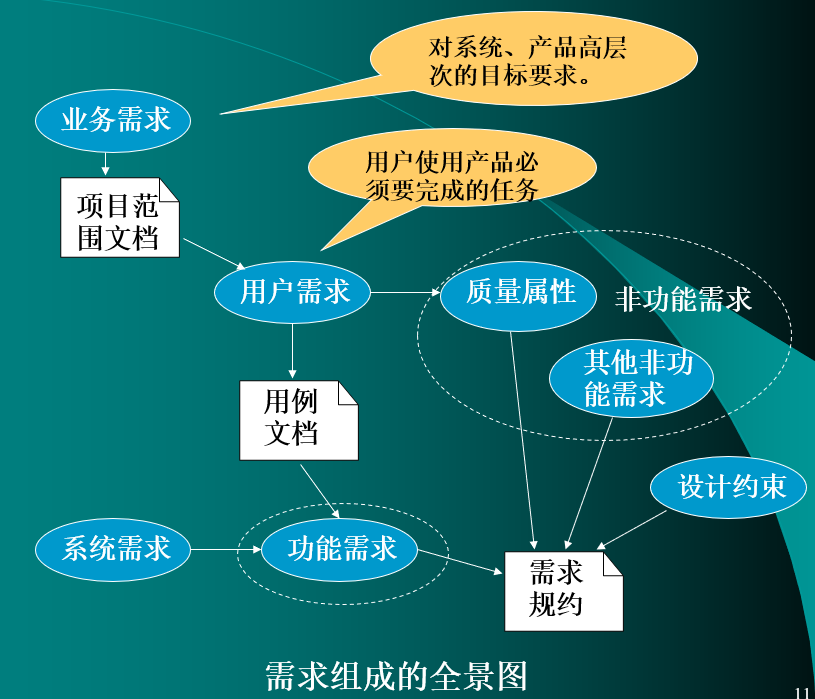 对系统、产品高层
次的目标要求。
业务需求
用户使用产品必
须要完成的任务
项目范
围文档
用户需求
质量属性
非功能需求
其他非功
能需求
用例
文档
设计约束
系统需求
功能需求
需求
规约
需求组成的全景图
11